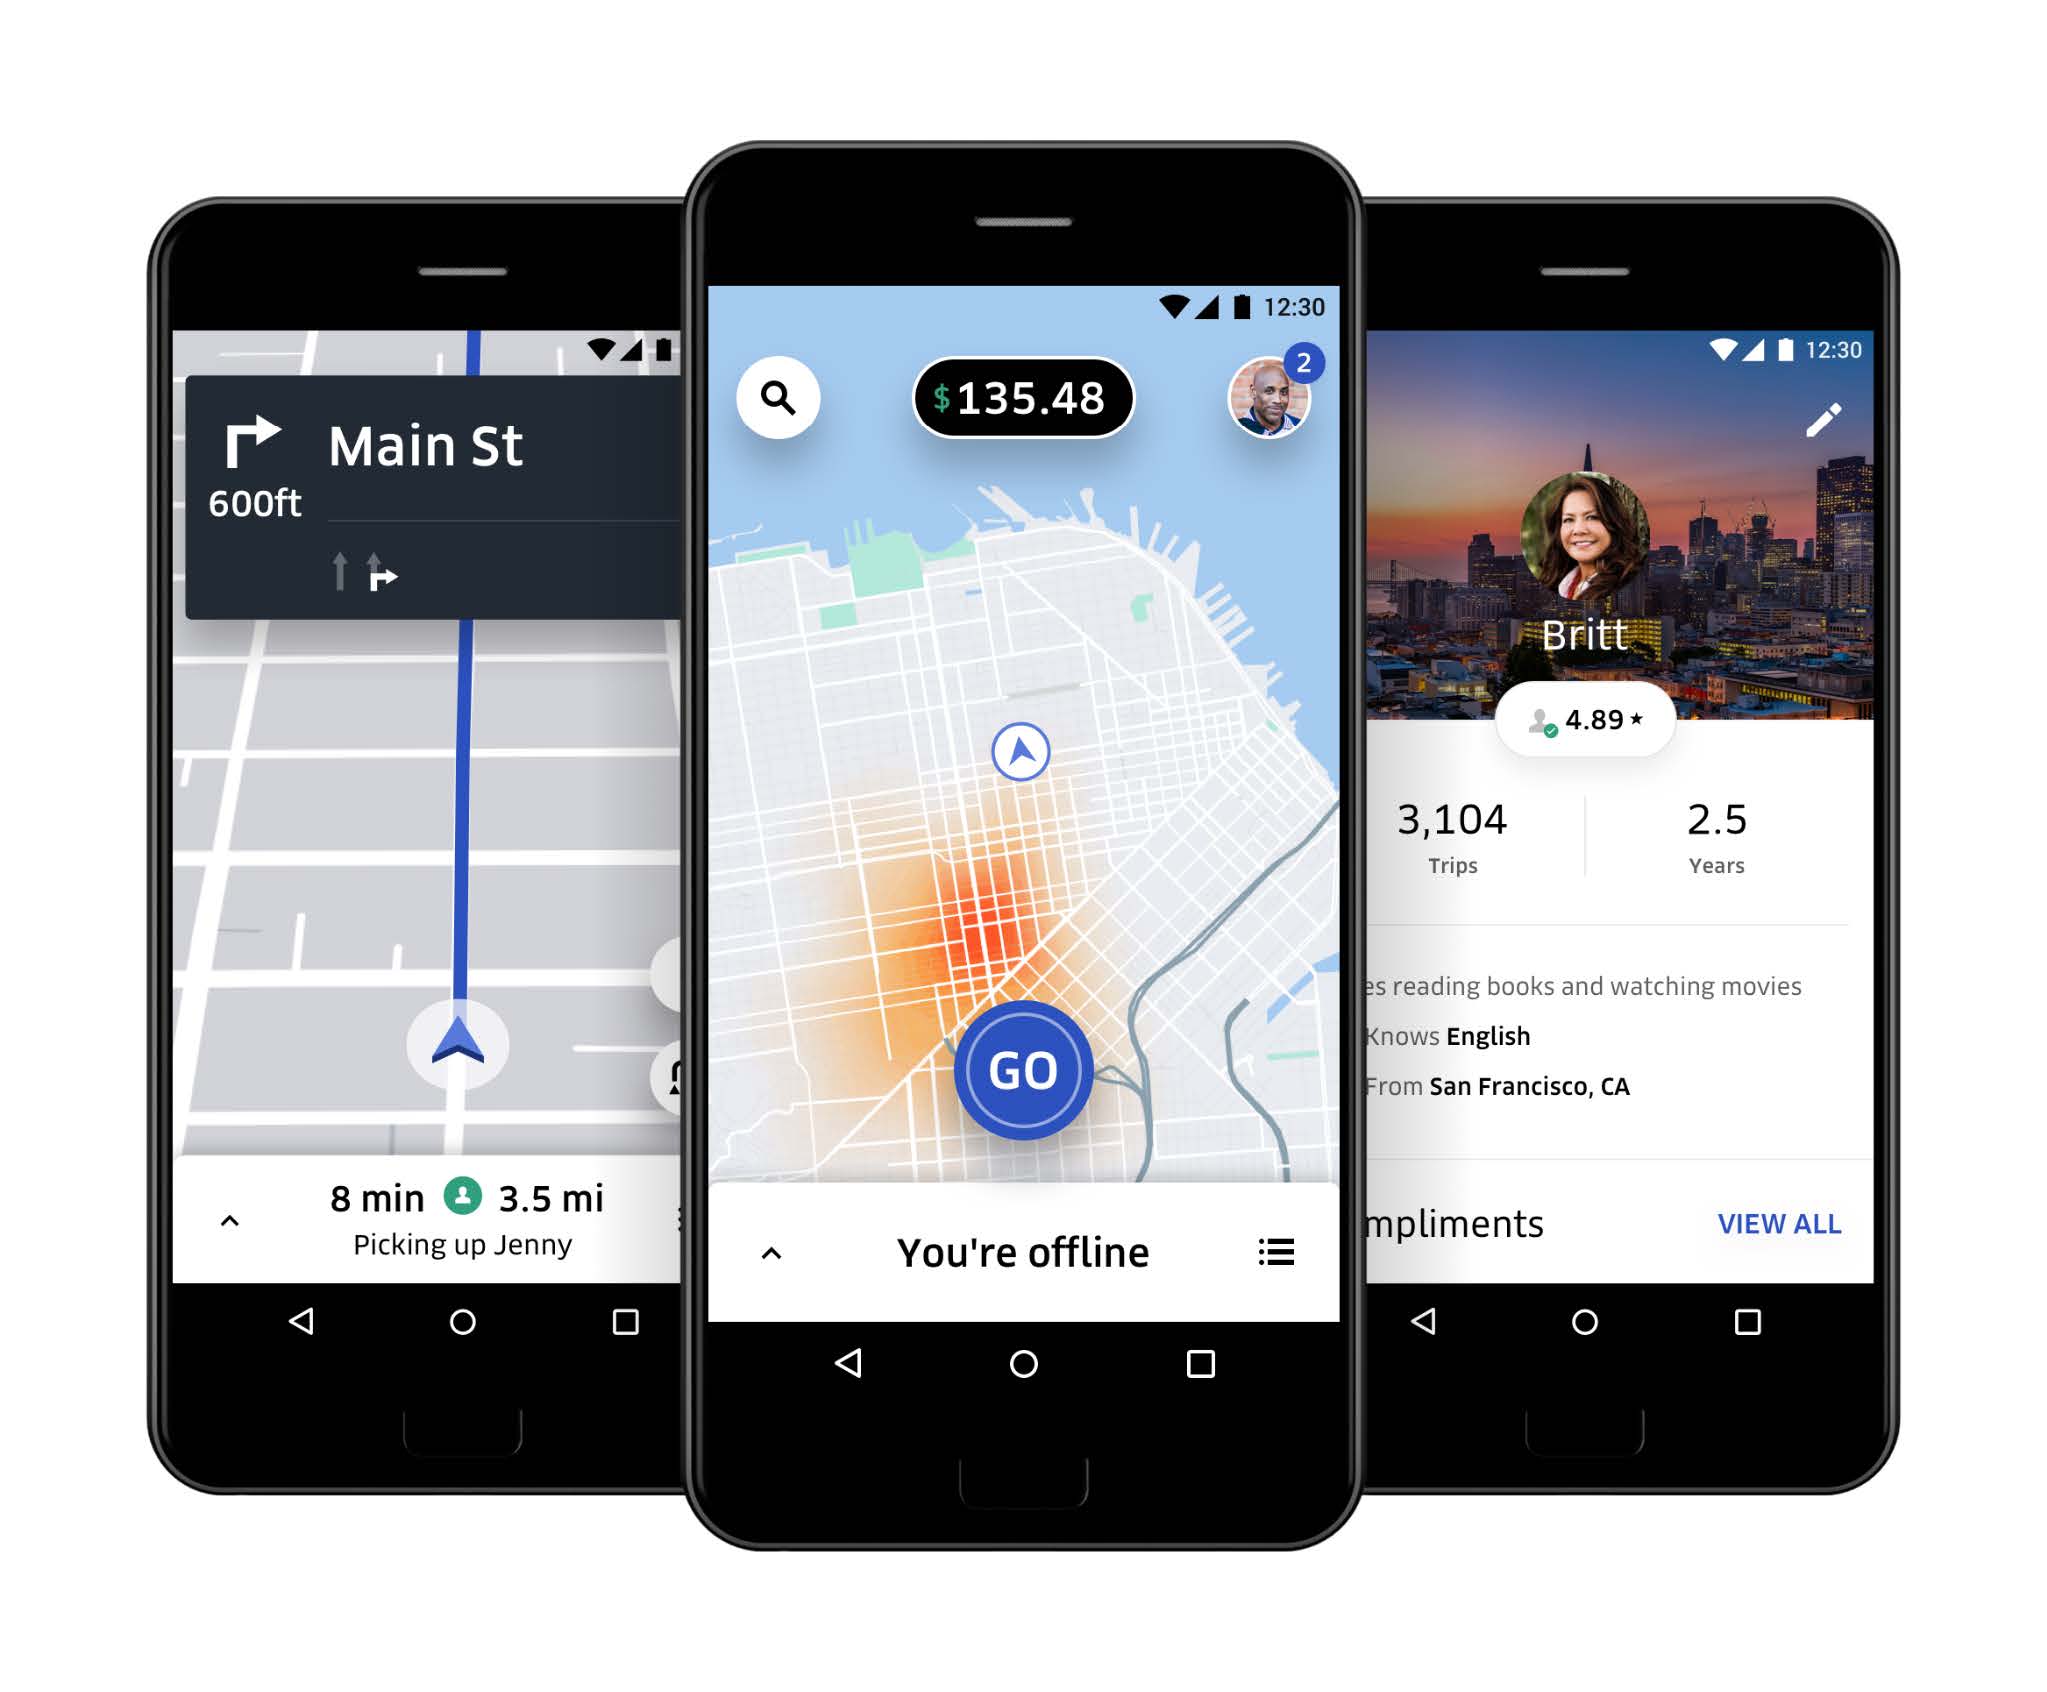 Main St
600ft
8 min 3.5 mi
Picking up Jenny
12:30
$135.48
2
GO
You're offline
12:30
Britt
4.89
3,104
Trips
2.5
Years
es reading books and watching movies
Knows English
From San Francisco, CA
mpliments
VIEW ALL